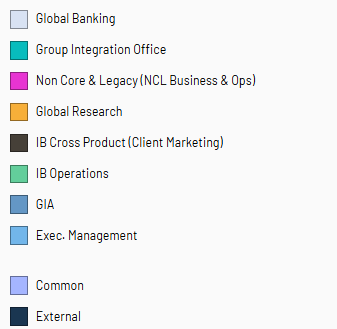 Global Banking
Group Integration Office
Non Core & Legacy (NCL Business & Ops)
Global Research
IB Cross Product (Client Marketing)
IB Operations
GIA
Exec. Management
Common
External